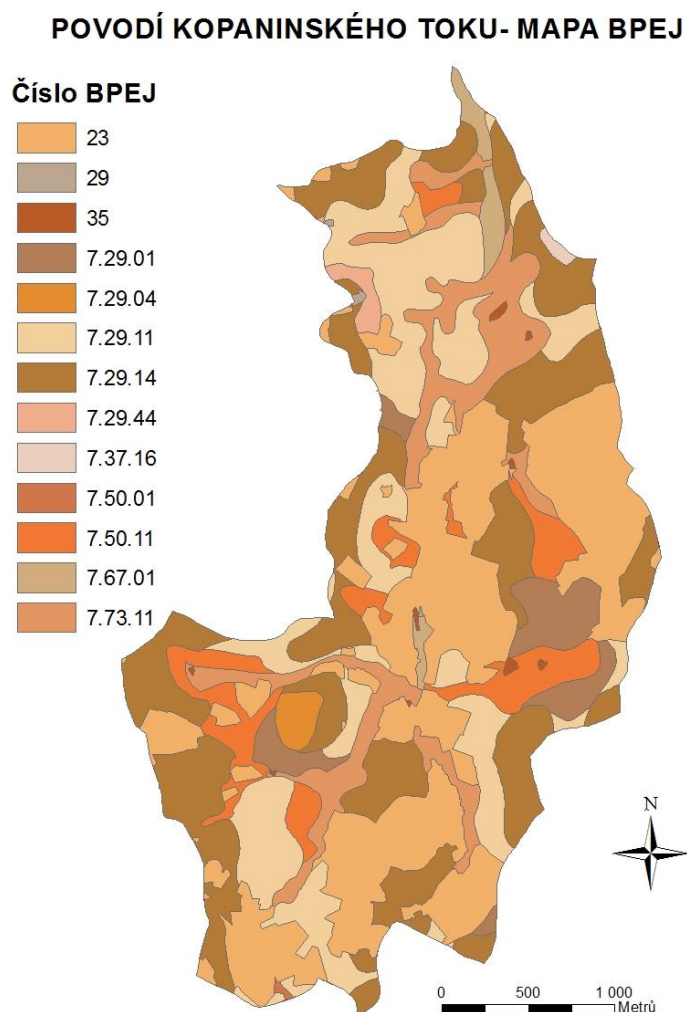 POVODÍ KOPANINSKÉHO TOKU- MAPA BPEJ
Číslo BPEJ
23
29
35
7.29.01
7.29.04
7.29.11
7.29.14
7.29.44
7.37.16
7.50.01
7.50.11
7.67.01
7.73.11
N
0 500 1 000
Metrů